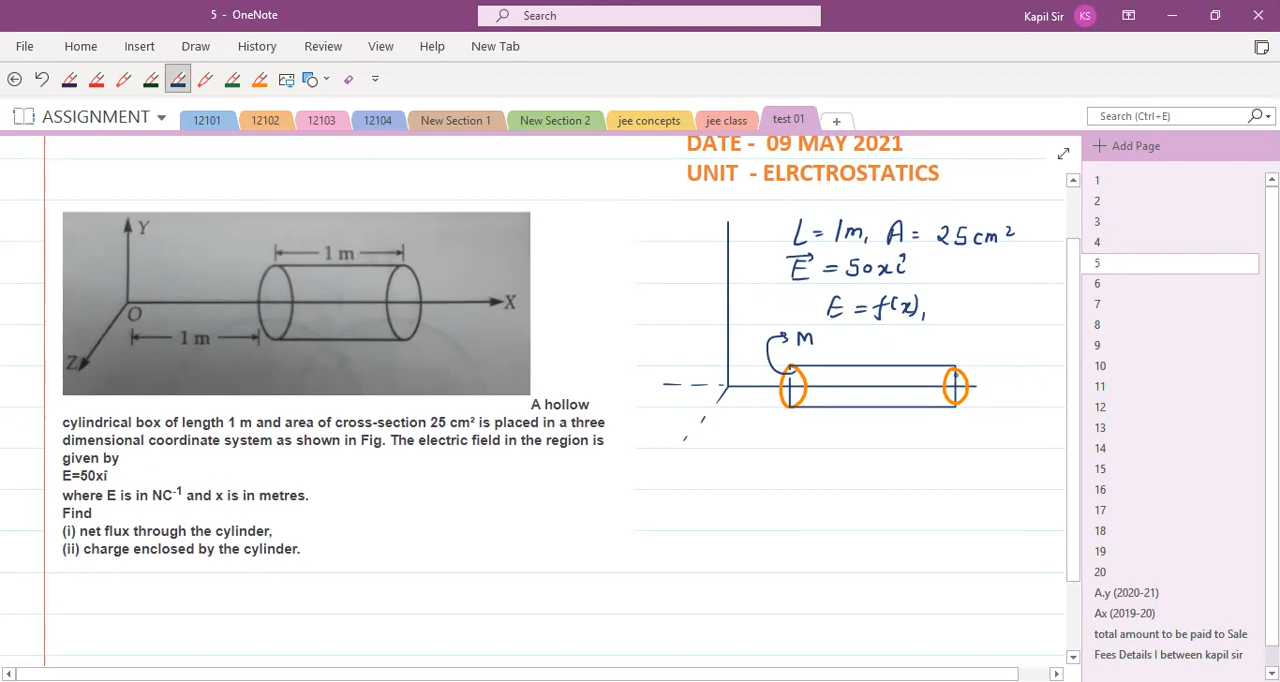 5 - OneNote
Search
Kapil Sir
KS
File Home Insert Draw History Review View Help New Tab
ASSIGNMENT
12101 12102 12103 12104 New Section 1 New Section 2 jee concepts jee class test 01
Search (Ctrl+E)
DATE - 09 MAY 2021
UNIT - ELRCTROSTATICS
Add Page
1
2
3
4
5
6
7
8
9
10
11
12
13
14
15
16
17
18
19
20
A.y (2020-21)
Ax (2019-20)
total amount to be paid to Sale
Fees Details I between kapil sir
Y
1 m
X
O
1 m
Z
A hollow
cylindrical box of length 1 m and area of cross-section 25 cm² is placed in a three
dimensional coordinate system as shown in Fig. The electric field in the region is
given by
E=50xî
where E is in NC⁻¹ and x is in metres.
Find
(i) net flux through the cylinder,
(ii) charge enclosed by the cylinder.
L = 1m, A = 25cm²
E⃗ = 50xî
E = f(x),
M